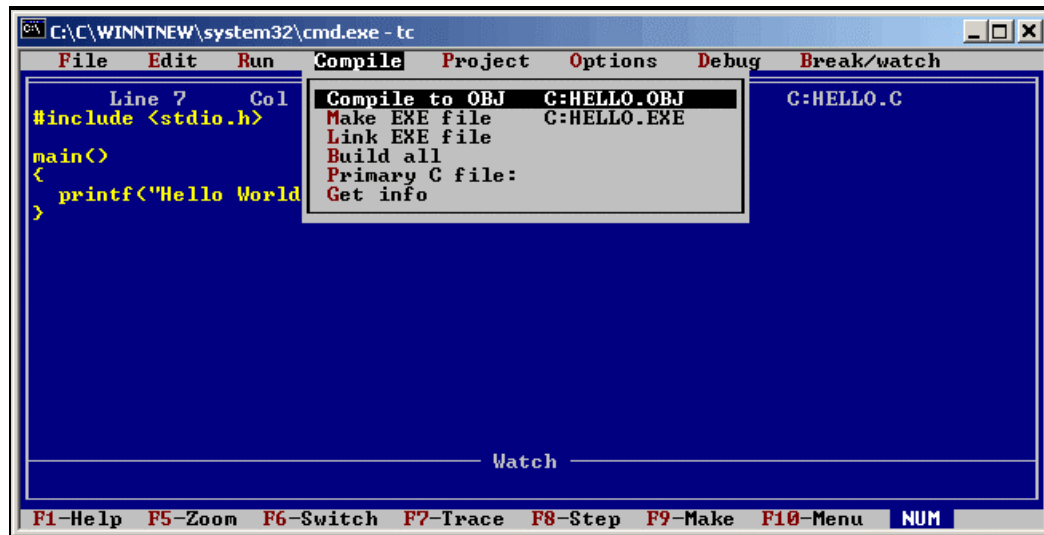 C:\C\WINNTNEW\system32\cmd.exe - tc
File Edit Run Compile Project Options Debug Break/watch
Line 7 Col C:HELLO.C
#include <stdio.h>
main()
{
printf("Hello World
}
Compile to OBJ C:HELLO.OBJ
Make EXE file C:HELLO.EXE
Link EXE file
Build all
Primary C file:
Get info
Watch
F1-Help F5-Zoom F6-Switch F7-Trace F8-Step F9-Make F10-Menu NUM